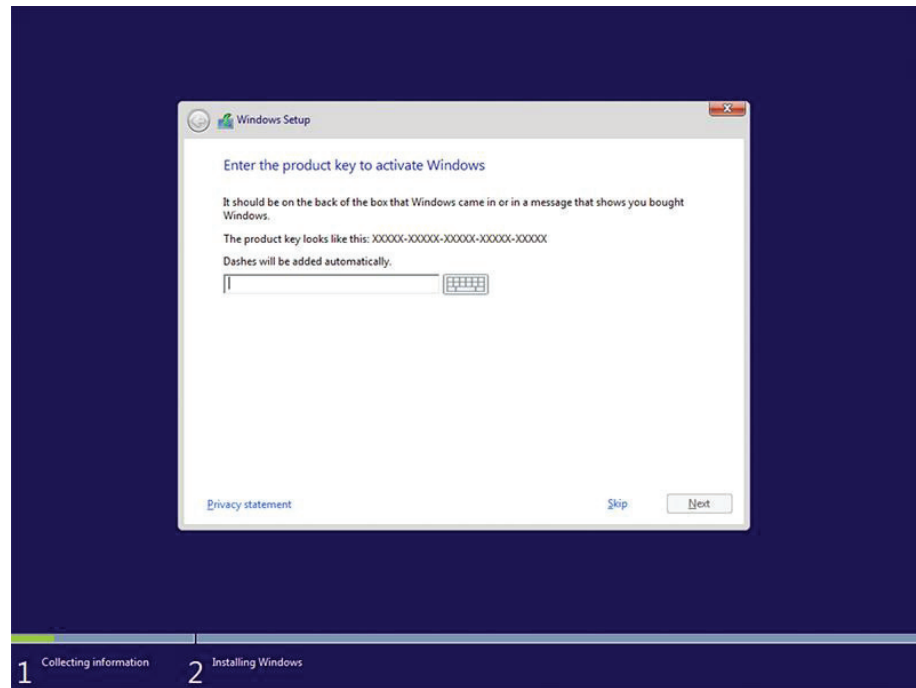 Windows Setup
Enter the product key to activate Windows
It should be on the back of the box that Windows came in or in a message that shows you bought
Windows.
The product key looks like this: XXXXX-XXXXX-XXXXX-XXXXX-XXXXX
Dashes will be added automatically.
Privacy statement
Skip
Next
1 Collecting information
2 Installing Windows